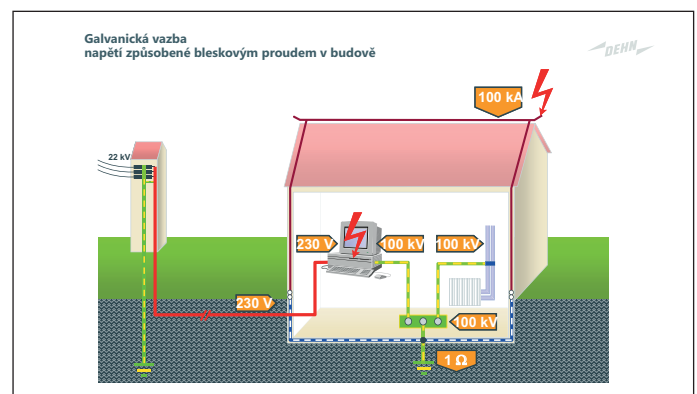 Galvanická vazba
napětí způsobené bleskovým proudem v budově
DEHN
100 kA
22 kV
230 V
100 kV
100 kV
230 V
100 kV
1 Ω